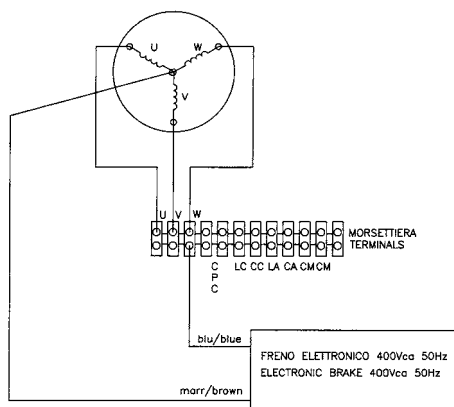 U W
V
U V W
MORSETTIERA
TERMINALS
C
P
C
LC CC LA CA CM CM
blu/blue
FRENO ELETTRONICO 400Vca 50Hz
ELECTRONIC BRAKE 400Vca 50Hz
marr/brown